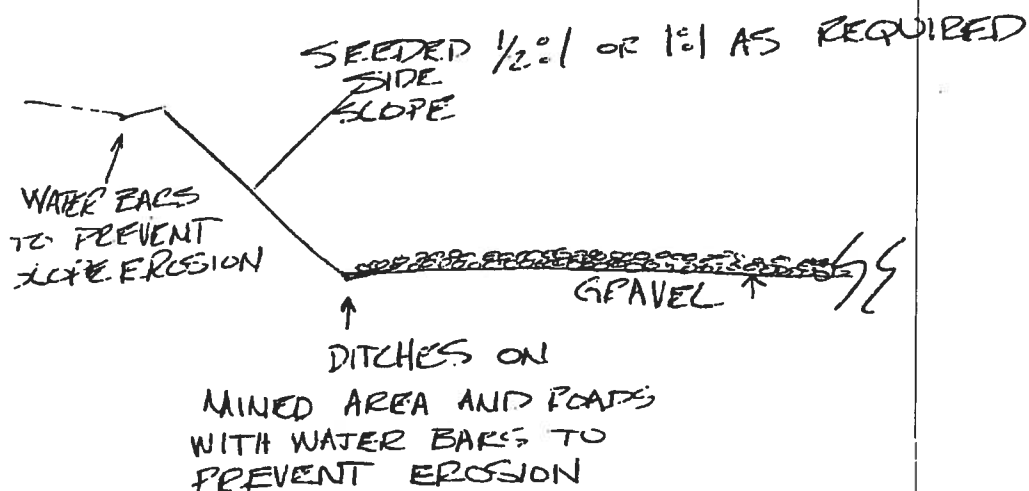 SEEDED 1/2:1 OR 1:1 AS REQUIRED
SIDE
SLOPE
WATER BARS
TO PREVENT
SLOPE EROSION
GRAVEL
DITCHES ON
MINED AREA AND ROADS
WITH WATER BARS TO
PREVENT EROSION